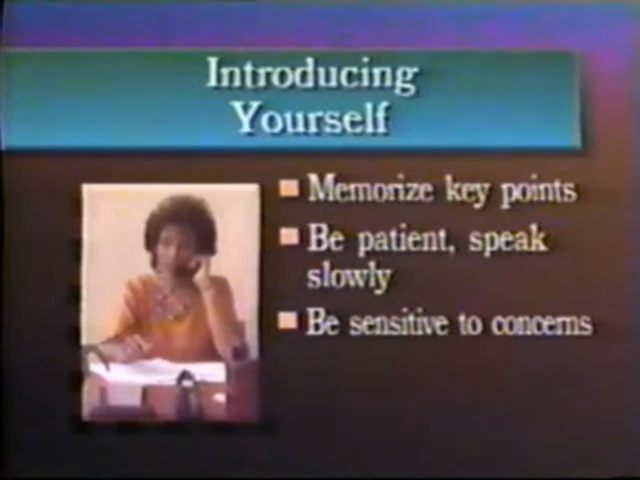 Introducing
Yourself
Memorize key points
Be patient, speak
slowly
Be sensitive to concerns